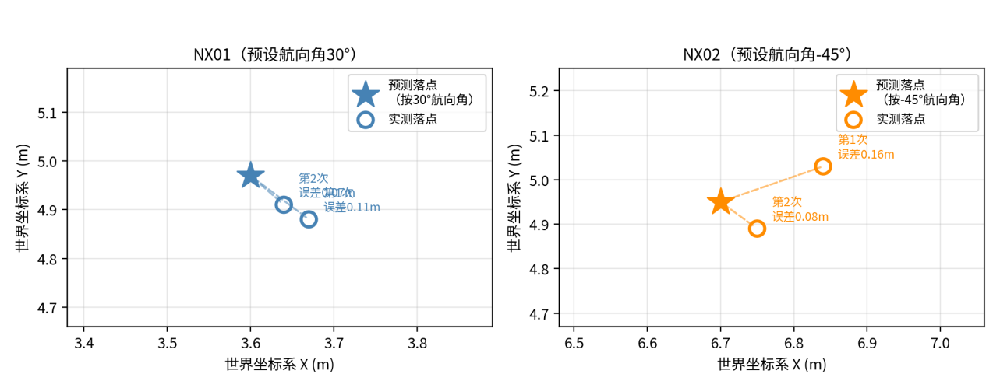 NX01（预设航向角30°）
预测落点
（按30°航向角）
实测落点
第2次
误差0.07m
第1次
误差0.11m
5.1
5.0
4.9
4.8
4.7
世界坐标系 Y (m)
3.4 3.5 3.6 3.7 3.8
世界坐标系 X (m)
NX02（预设航向角-45°）
预测落点
（按-45°航向角）
实测落点
第1次
误差0.16m
第2次
误差0.08m
5.2
5.1
5.0
4.9
4.8
4.7
世界坐标系 Y (m)
6.5 6.6 6.7 6.8 6.9 7.0
世界坐标系 X (m)